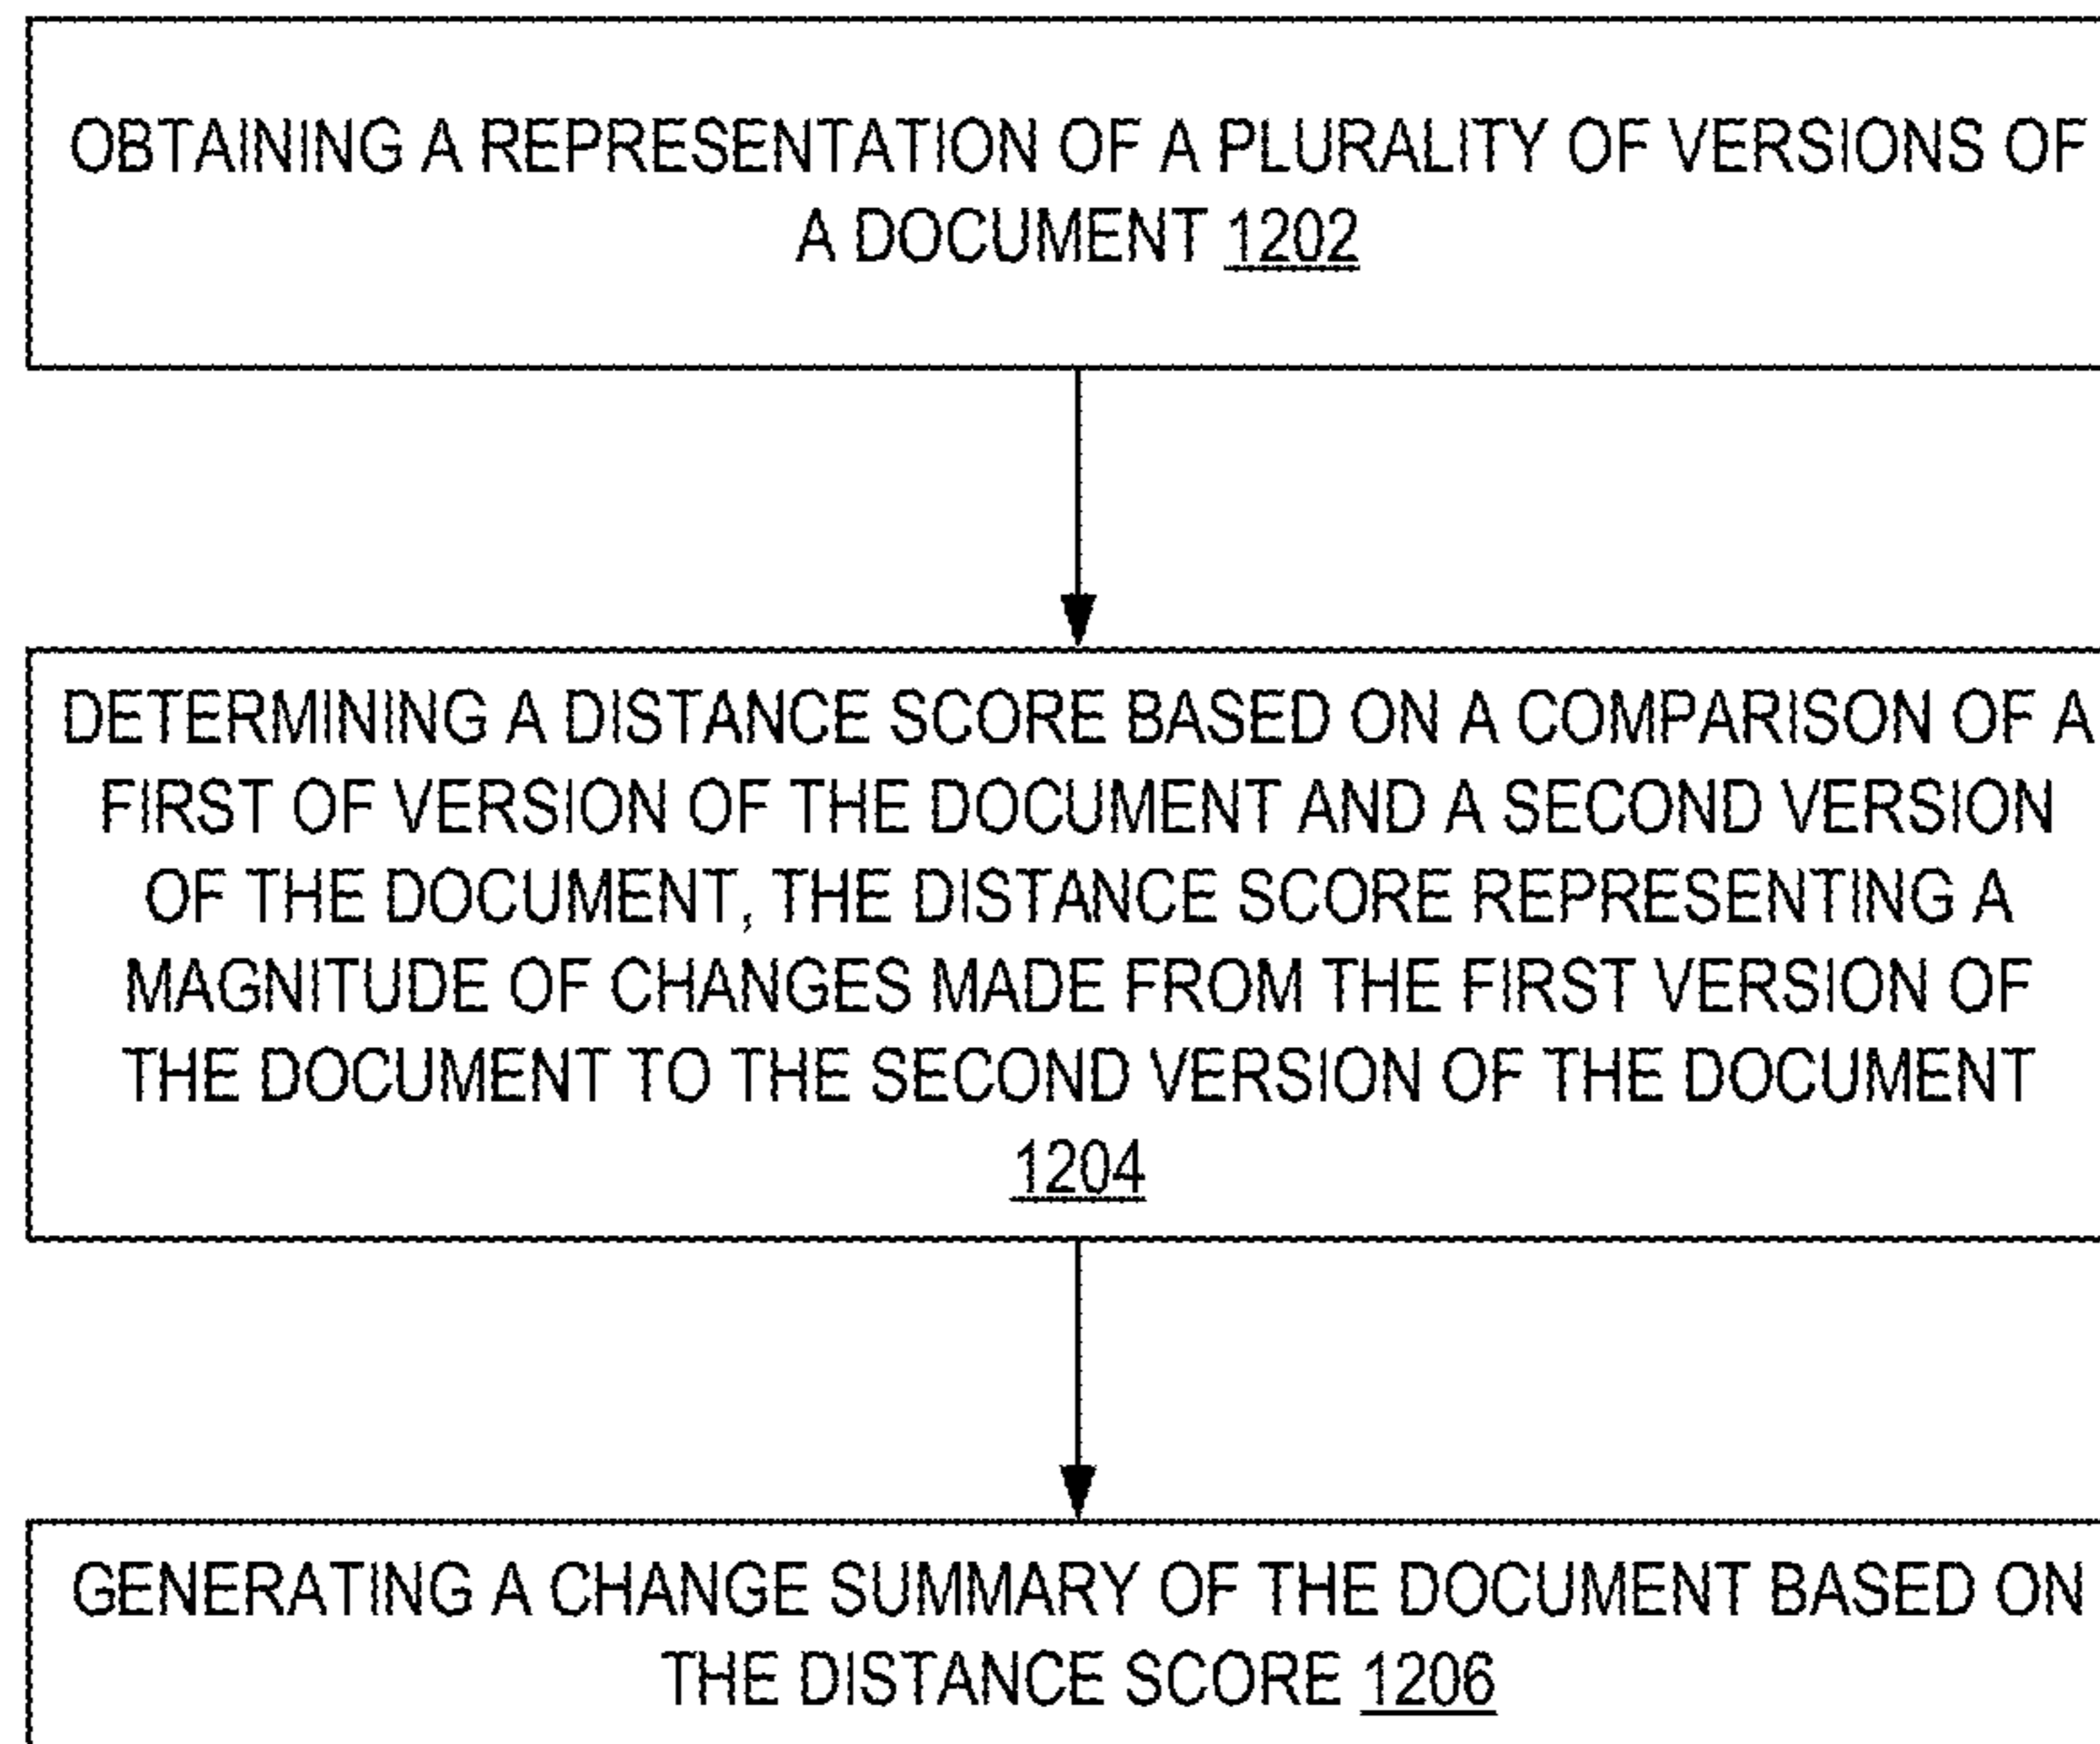 OBTAINING A REPRESENTATION OF A PLURALITY OF VERSIONS OF
A DOCUMENT 1202
DETERMINING A DISTANCE SCORE BASED ON A COMPARISON OF A
FIRST OF VERSION OF THE DOCUMENT AND A SECOND VERSION
OF THE DOCUMENT, THE DISTANCE SCORE REPRESENTING A
MAGNITUDE OF CHANGES MADE FROM THE FIRST VERSION OF
THE DOCUMENT TO THE SECOND VERSION OF THE DOCUMENT
1204
GENERATING A CHANGE SUMMARY OF THE DOCUMENT BASED ON
THE DISTANCE SCORE 1206